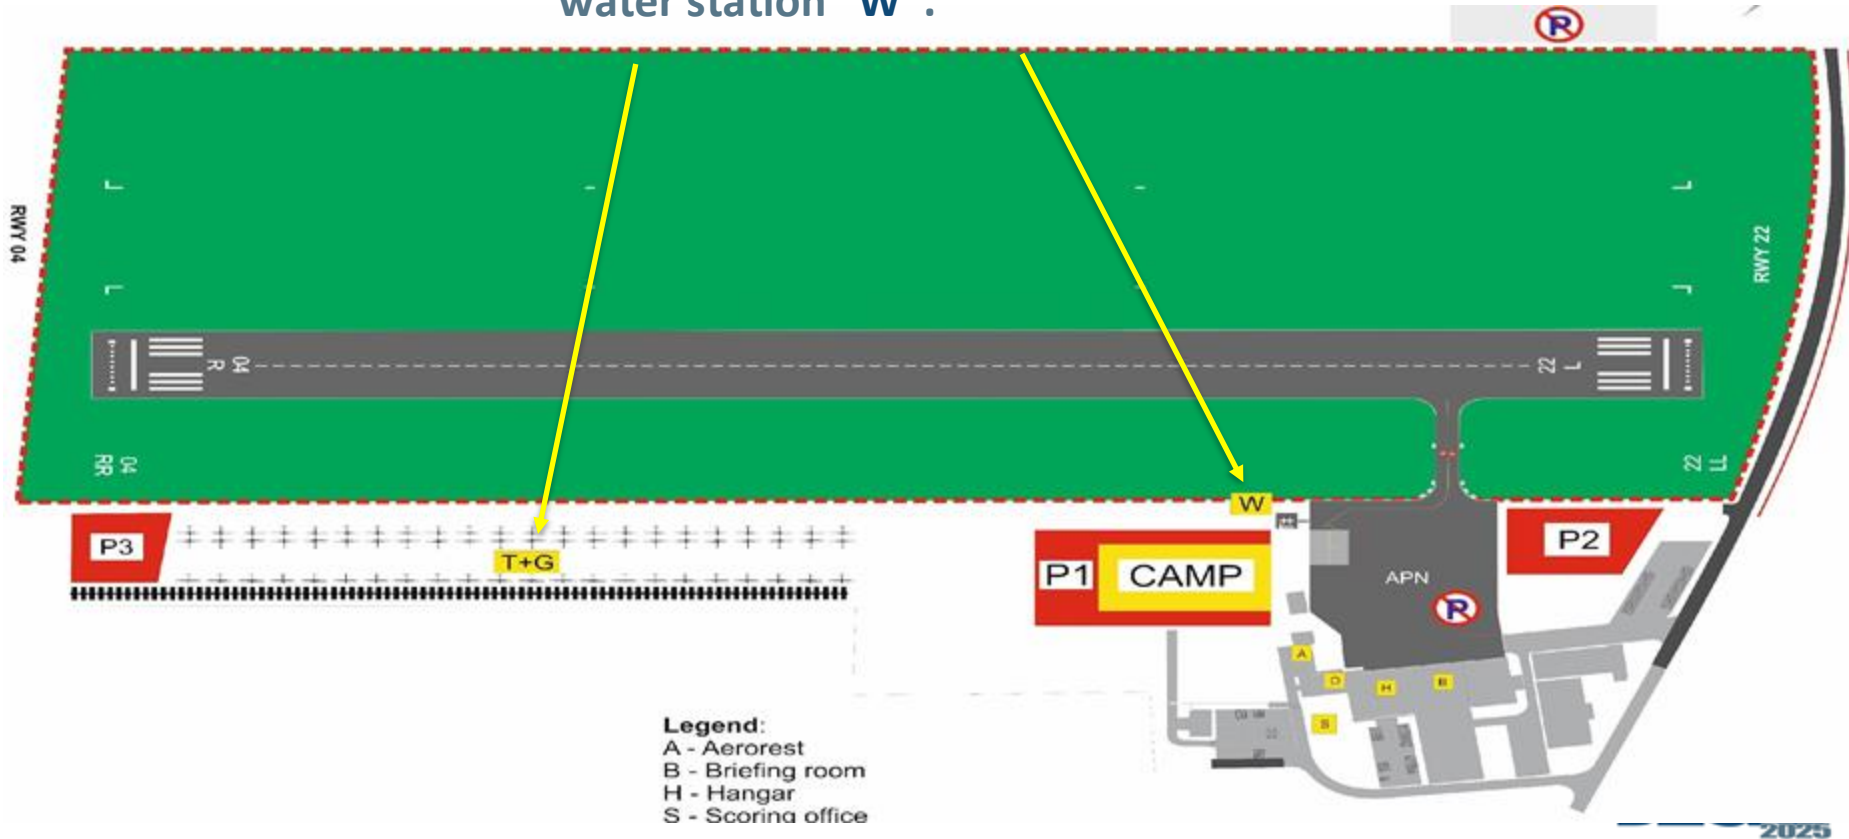 water station "W".
RWY 04
RWY 22
04
R
22
L
04
RR
22
LL
W
P3
T+G
P1
CAMP
APN
P2
A
O
H
B
S
Legend:
A - Aerorest
B - Briefing room
H - Hangar
S - Scoring office
2025